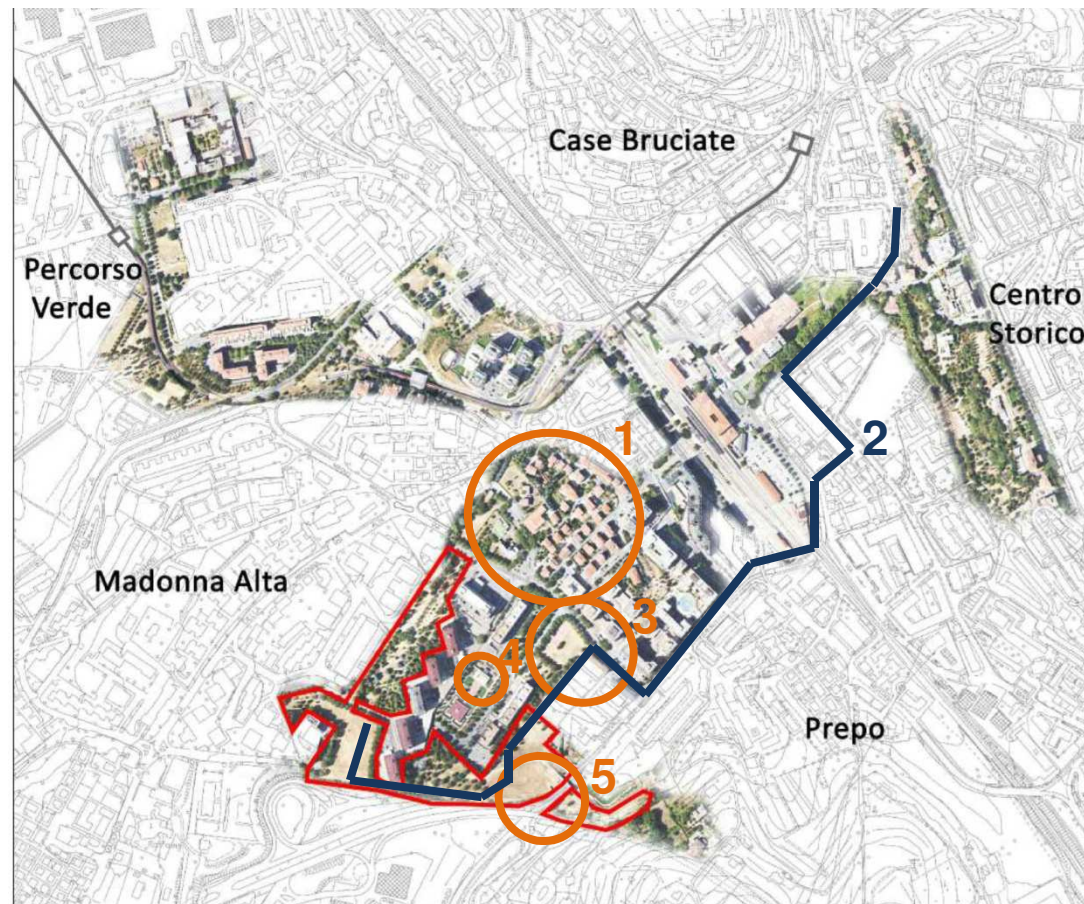 Case Bruciate
Percorso
Verde
Centro
Storico
1
2
Madonna Alta
3
4
Prepo
5